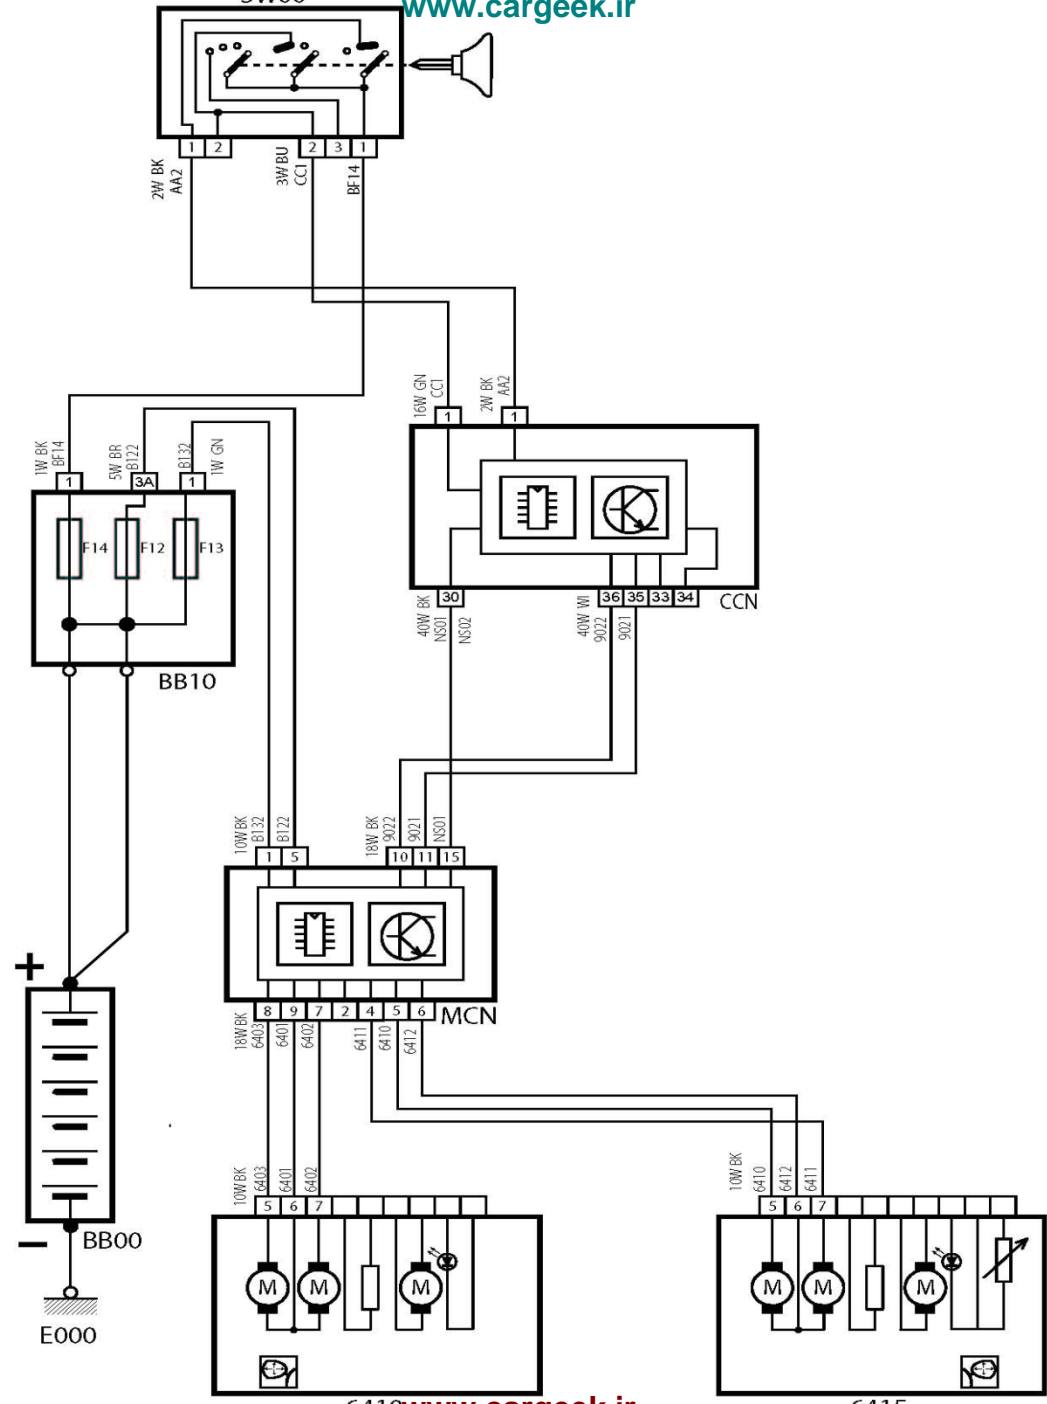 www.cargeek.ir
1 2 2 3 1
2W BK
AA2
3W BU
CC1
BF14
16W GN
CC1
2W BK
AA2
1 1
1W BK
BF14
5W BR
B122
B132
1W GN
1 3A 1
F14 F12 F13
BB10
30 36 35 33 34
CCN
40W BK
NS01
NS02
40W WI
9022
9021
10W BK
B132
B122
18W BK
9022
9021
NS01
1 5 10 11 15
8 9 7 2 4 5 6
MCN
18W BK
6403
6401
6402
6411
6410
6412
+
−
BB00
E000
10W BK
6403
6401
6402
5 6 7
M M M
10W BK
6410
6412
6411
5 6 7
M M M
www.cargeek.ir